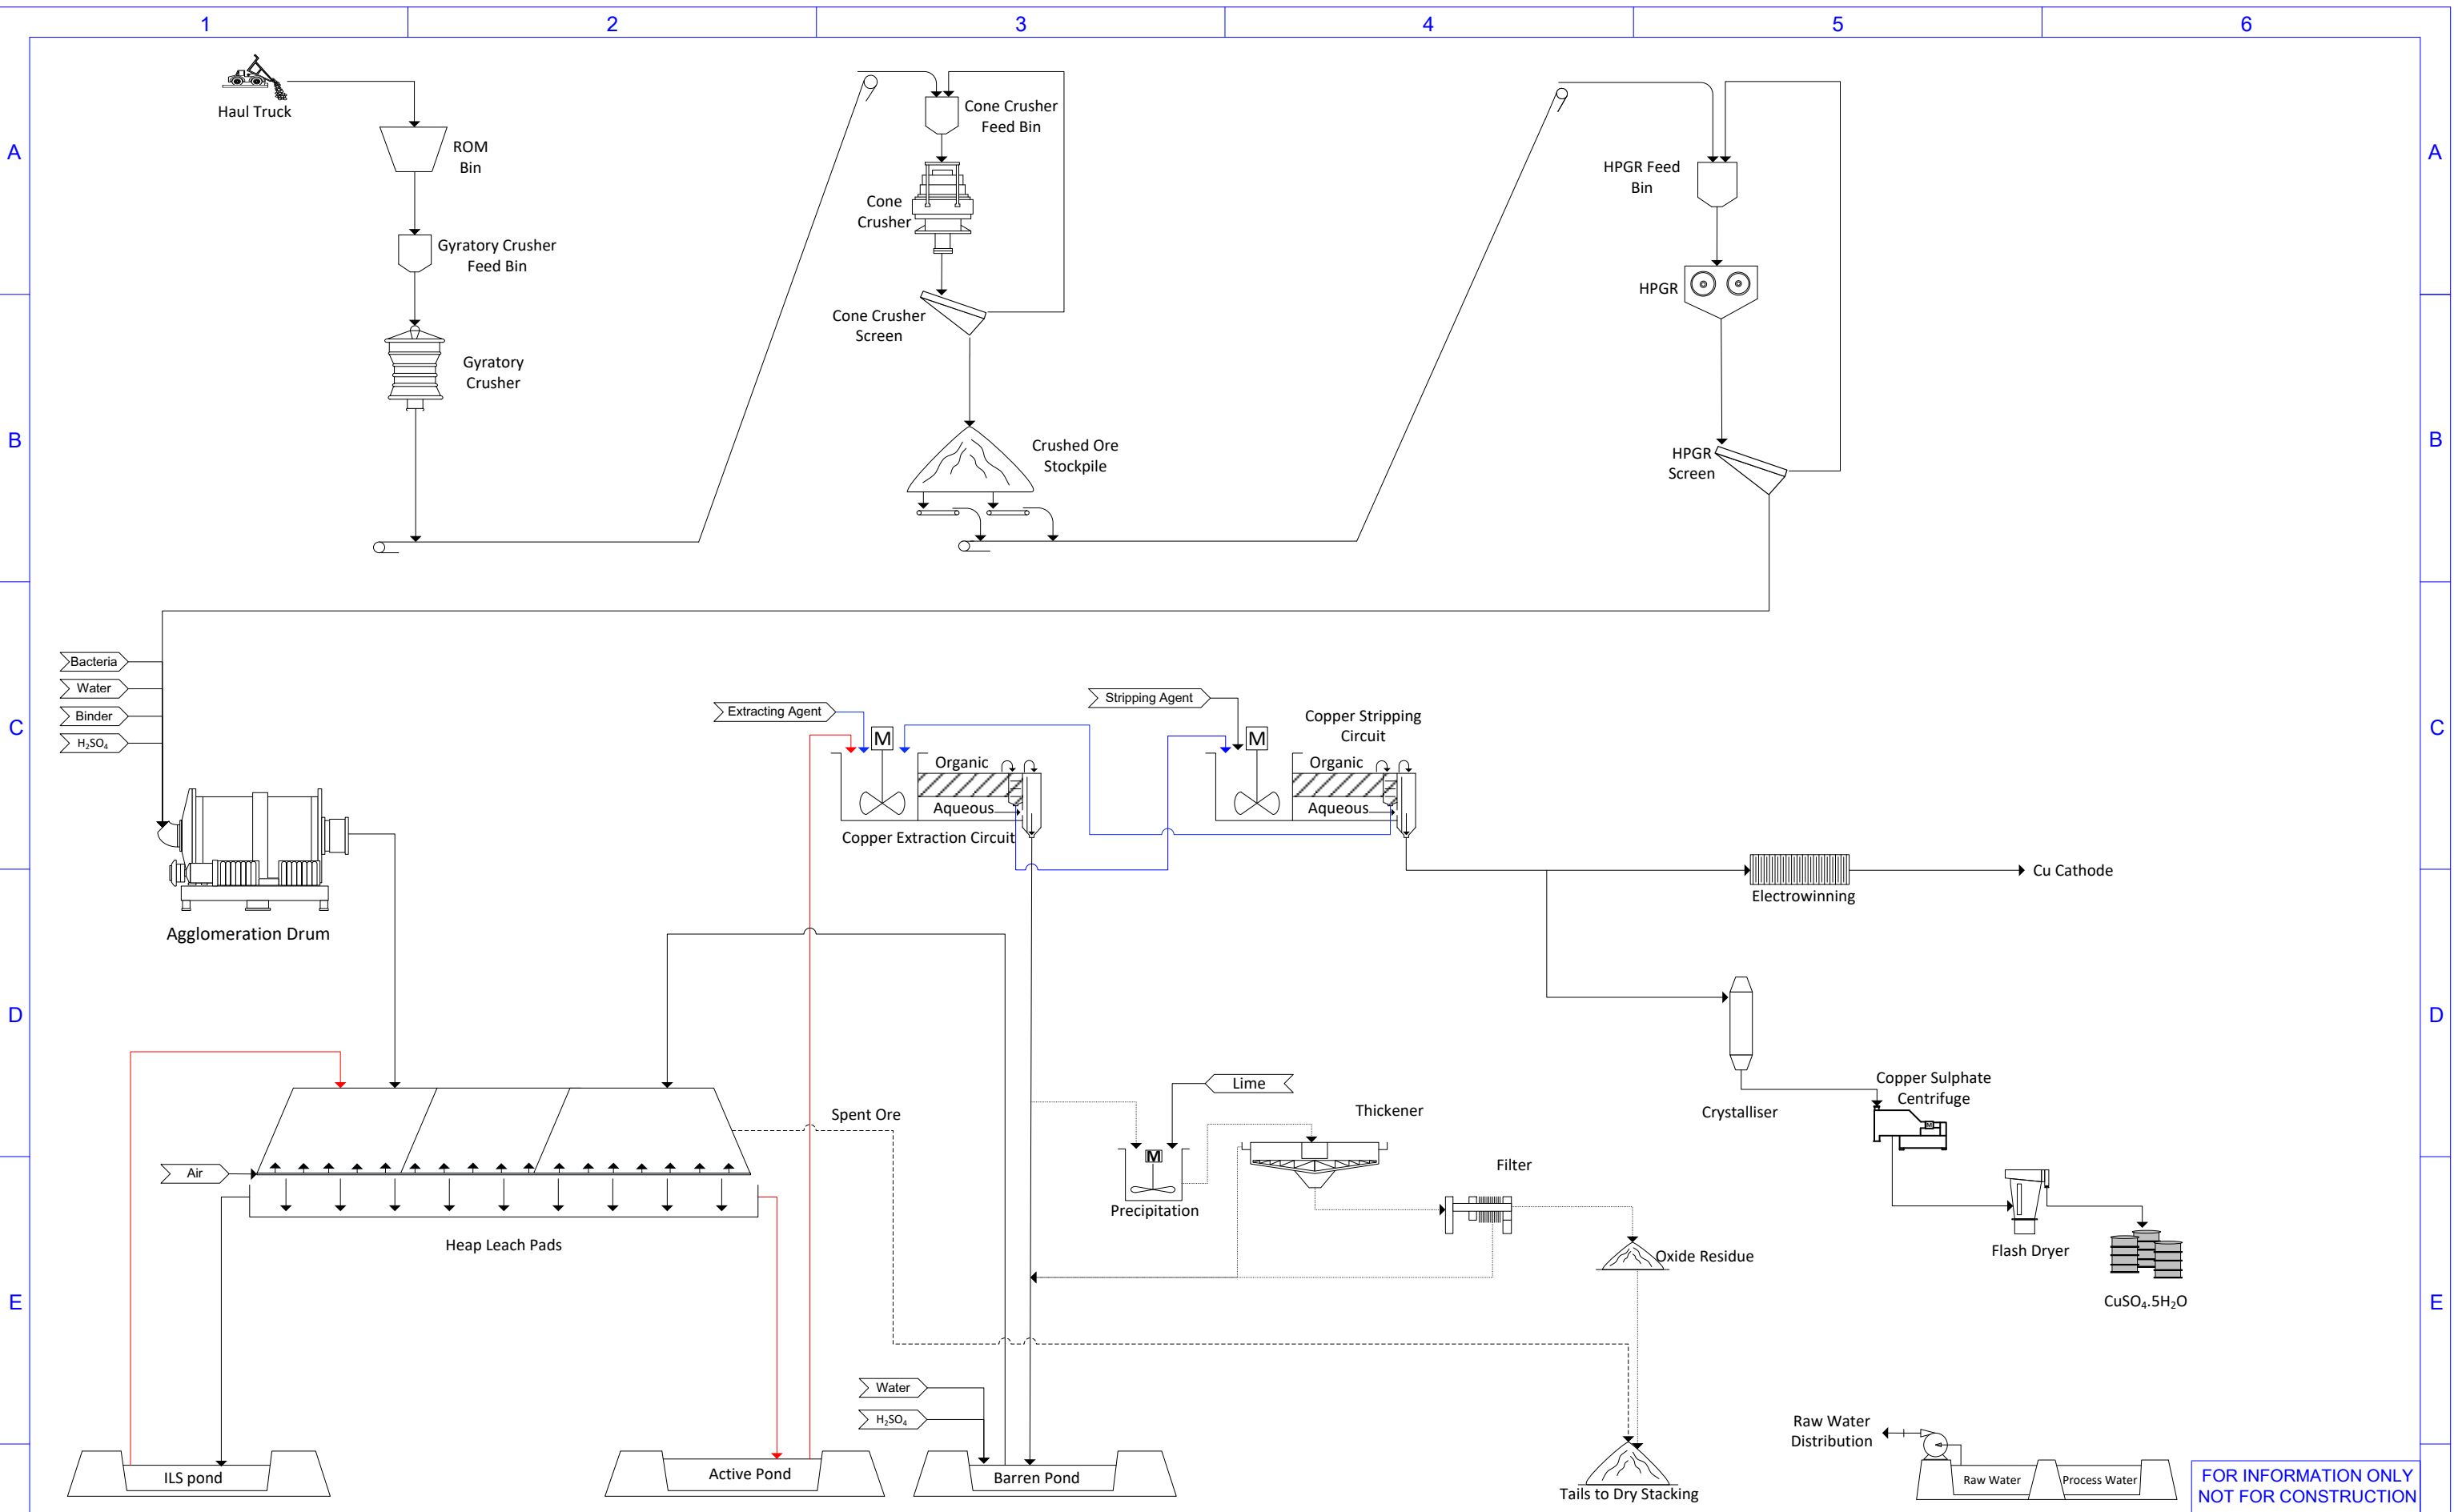 1 2 3 4 5 6
A A
Haul Truck
ROM
Bin
Gyratory Crusher
Feed Bin
Gyratory
Crusher
Cone Crusher
Feed Bin
Cone
Crusher
Cone Crusher
Screen
Crushed Ore
Stockpile
HPGR Feed
Bin
HPGR
HPGR
Screen
B B
Bacteria
Water
Binder
H₂SO₄
C C
Agglomeration Drum
Extracting Agent
M
Organic
Aqueous
Copper Extraction Circuit
Stripping Agent
M
Copper Stripping
Circuit
Organic
Aqueous
Electrowinning
Cu Cathode
D D
Spent Ore
Air
Heap Leach Pads
Lime
M
Precipitation
Thickener
Filter
Oxide Residue
Crystalliser
Copper Sulphate
Centrifuge
M
Flash Dryer
CuSO₄.5H₂O
E E
Water
H₂SO₄
ILS pond
Active Pond
Barren Pond
Tails to Dry Stacking
Raw Water
Distribution
Raw Water
Process Water
FOR INFORMATION ONLY
NOT FOR CONSTRUCTION